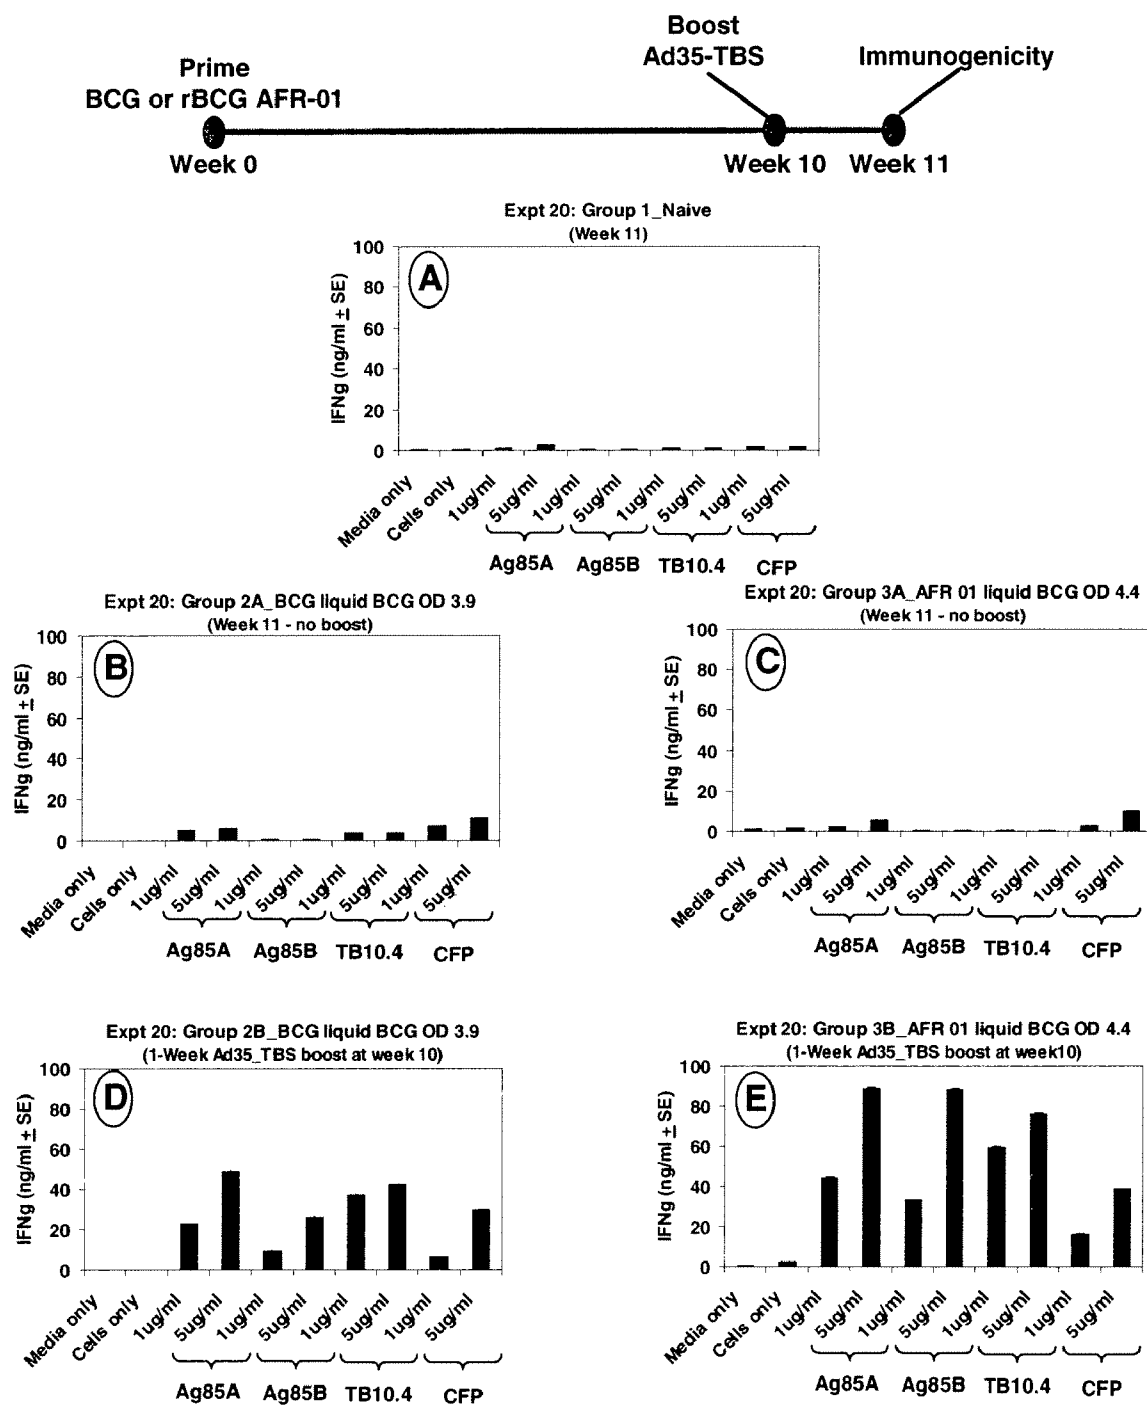 Boost
Ad35-TBS
Immunogenicity
Prime
BCG or rBCG AFR-01
Week 0
Week 10
Week 11
Expt 20: Group 1_Naive
(Week 11)
A
IFNg (ng/ml ± SE)
100
80
60
40
20
0
Media only
Cells only
1ug/ml
5ug/ml
1ug/ml
5ug/ml
1ug/ml
5ug/ml
1ug/ml
5ug/ml
Ag85A
Ag85B
TB10.4
CFP
Expt 20: Group 2A_BCG liquid BCG OD 3.9
(Week 11 - no boost)
B
IFNg (ng/ml ± SE)
100
80
60
40
20
0
Media only
Cells only
1ug/ml
5ug/ml
1ug/ml
5ug/ml
1ug/ml
5ug/ml
1ug/ml
5ug/ml
Ag85A
Ag85B
TB10.4
CFP
Expt 20: Group 3A_AFR 01 liquid BCG OD 4.4
(Week 11 - no boost)
C
IFNg (ng/ml ± SE)
100
80
60
40
20
0
Media only
Cells only
1ug/ml
5ug/ml
1ug/ml
5ug/ml
1ug/ml
5ug/ml
1ug/ml
5ug/ml
Ag85A
Ag85B
TB10.4
CFP
Expt 20: Group 2B_BCG liquid BCG OD 3.9
(1-Week Ad35_TBS boost at week 10)
D
IFNg (ng/ml ± SE)
100
80
60
40
20
0
Media only
Cells only
1ug/ml
5ug/ml
1ug/ml
5ug/ml
1ug/ml
5ug/ml
1ug/ml
5ug/ml
Ag85A
Ag85B
TB10.4
CFP
Expt 20: Group 3B_AFR 01 liquid BCG OD 4.4
(1-Week Ad35_TBS boost at week10)
E
IFNg (ng/ml ± SE)
100
80
60
40
20
0
Media only
Cells only
1ug/ml
5ug/ml
1ug/ml
5ug/ml
1ug/ml
5ug/ml
1ug/ml
5ug/ml
Ag85A
Ag85B
TB10.4
CFP